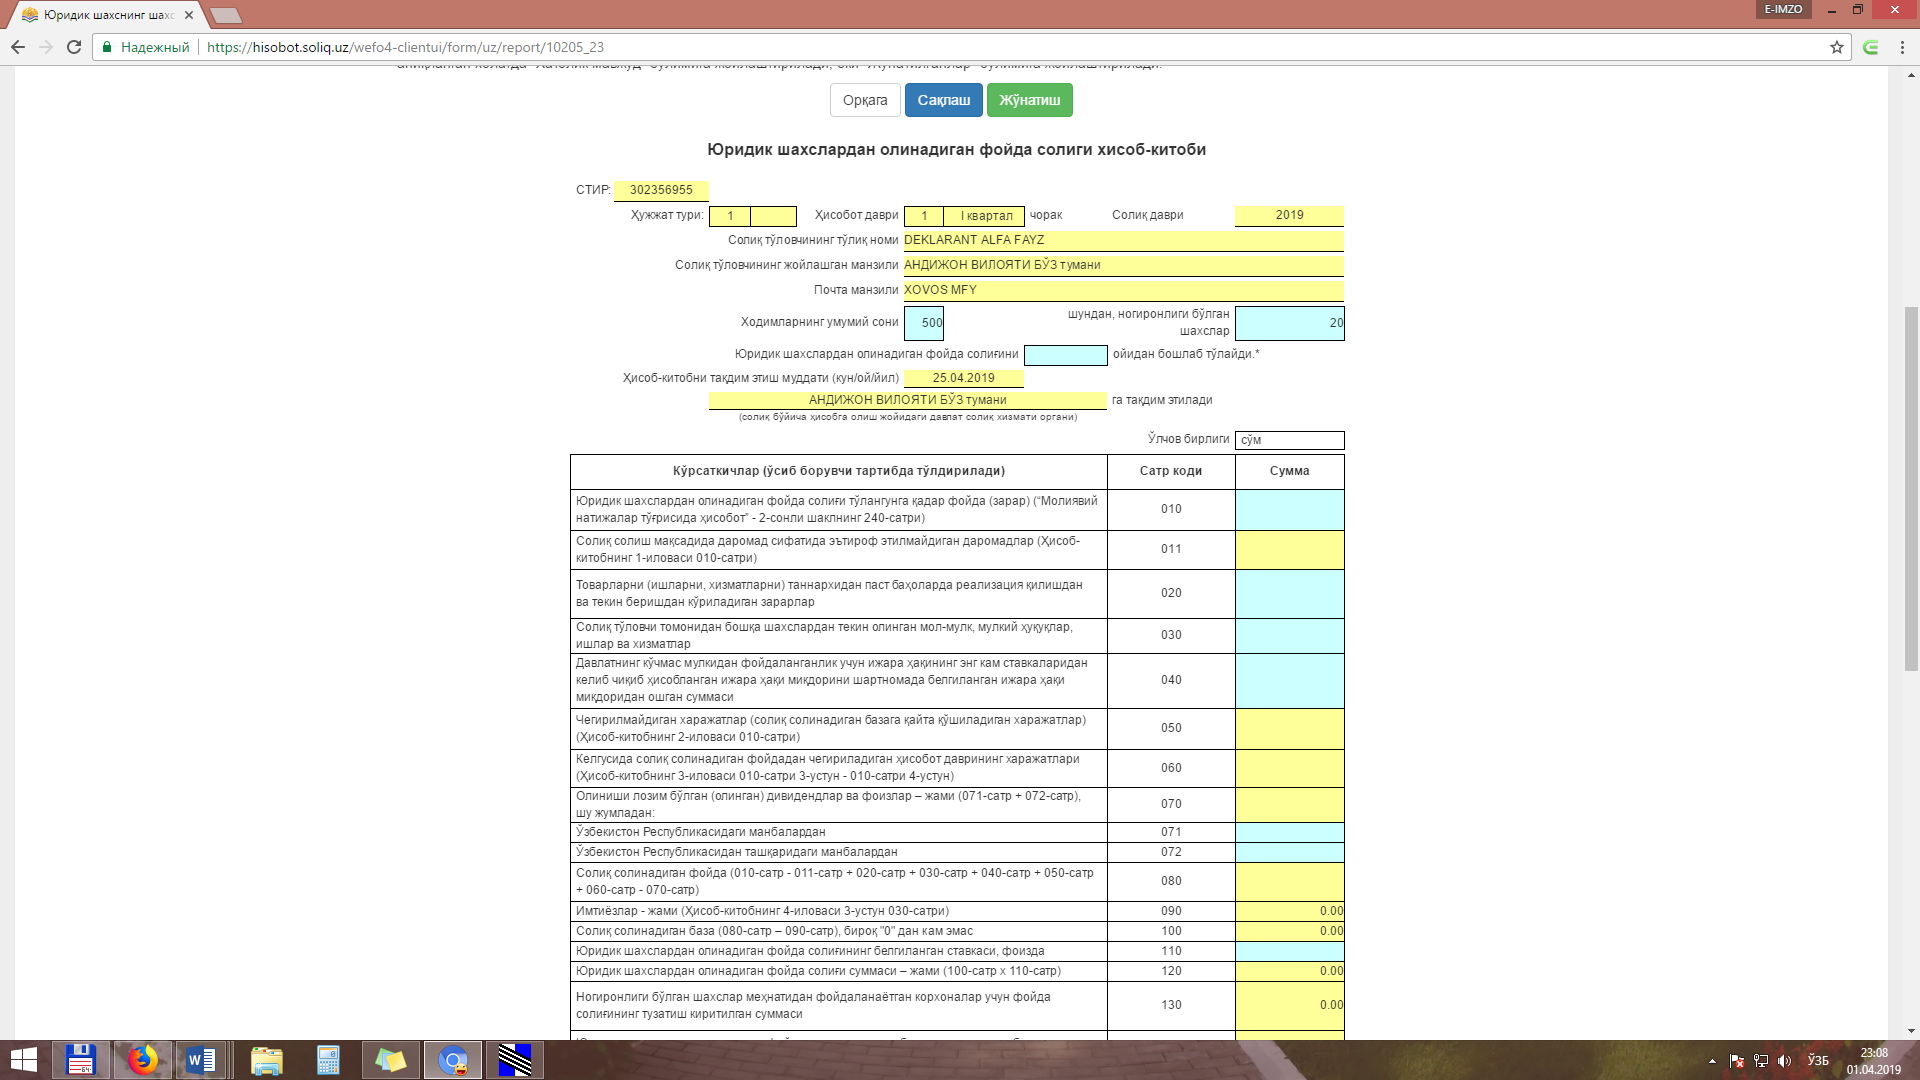 Юридик шахснинг шахс
E-IMZO
Надежный
https://hisobot.soliq.uz/wefo4-clientui/form/uz/report/10205_23
Орқага
Сақлаш
Жўнатиш
Юридик шахслардан олинадиган фойда солиги хисоб-китоби
СТИР: 302356955
Ҳужжат тури: 1 Ҳисобот даври 1 I квартал чорак Солиқ даври 2019
Солиқ тўловчининг тўлиқ номи DEKLARANT ALFA FAYZ
Солиқ тўловчининг жойлашган манзили АНДИЖОН ВИЛОЯТИ БЎЗ тумани
Почта манзили XOVOS MFY
Ходимларнинг умумий сони 500 шундан, ногиронлиги бўлган
шахслар 20
Юридик шахслардан олинадиган фойда солиғини ойидан бошлаб тўлайди.*
Ҳисоб-китобни тақдим этиш муддати (кун/ой/йил) 25.04.2019
АНДИЖОН ВИЛОЯТИ БЎЗ тумани га тақдим этилади
(солиқ бўйича ҳисобга олиш жойидаги давлат солиқ хизмати органи)
Ўлчов бирлиги сўм
Кўрсаткичлар (ўсиб борувчи тартибда тўлдирилади) Сатр коди Сумма
Юридик шахслардан олинадиган фойда солиғи тўлангунга қадар фойда (зарар) (“Молиявий
натижалар тўғрисида ҳисобот” - 2-сонли шаклнинг 240-сатри) 010
Солиқ солиш мақсадида даромад сифатида эътироф этилмайдиган даромадлар (Ҳисоб-
китобнинг 1-иловаси 010-сатри) 011
Товарларни (ишларни, хизматларни) таннархидан паст баҳоларда реализация қилишдан
ва текин беришдан кўриладиган зарарлар 020
Солиқ тўловчи томонидан бошқа шахслардан текин олинган мол-мулк, мулкий ҳуқуқлар,
ишлар ва хизматлар 030
Давлатнинг кўчмас мулкидан фойдаланганлик учун ижара ҳақининг энг кам ставкаларидан
келиб чиқиб ҳисобланган ижара ҳақи миқдорини шартномада белгиланган ижара ҳақи
миқдоридан ошган суммаси 040
Чегирилмайдиган харажатлар (солиқ солинадиган базага қайта қўшиладиган харажатлар)
(Ҳисоб-китобнинг 2-иловаси 010-сатри) 050
Келгусида солиқ солинадиган фойдадан чегириладиган ҳисобот даврининг харажатлари
(Ҳисоб-китобнинг 3-иловаси 010-сатри 3-устун - 010-сатри 4-устун) 060
Олиниши лозим бўлган (олинган) дивидендлар ва фоизлар – жами (071-сатр + 072-сатр),
шу жумладан: 070
Ўзбекистон Республикасидаги манбалардан 071
Ўзбекистон Республикасидан ташқаридаги манбалардан 072
Солиқ солинадиган фойда (010-сатр - 011-сатр + 020-сатр + 030-сатр + 040-сатр + 050-сатр
+ 060-сатр - 070-сатр) 080
Имтиёзлар - жами (Ҳисоб-китобнинг 4-иловаси 3-устун 030-сатри) 090 0.00
Солиқ солинадиган база (080-сатр – 090-сатр), бироқ "0" дан кам эмас 100 0.00
Юридик шахслардан олинадиган фойда солиғининг белгиланган ставкаси, фоизда 110
Юридик шахслардан олинадиган фойда солиғи суммаси – жами (100-сатр х 110-сатр) 120 0.00
Ногиронлиги бўлган шахслар меҳнатидан фойдаланаётган корхоналар учун фойда
солиғининг тузатиш киритилган суммаси 130 0.00
64
ЎЗБ
23:08
01.04.2019